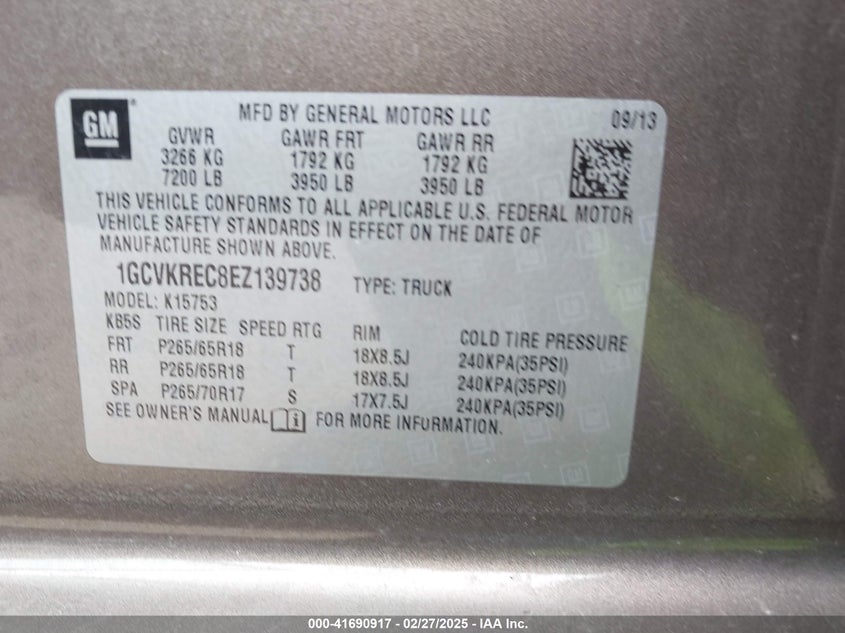 GM
MFD BY GENERAL MOTORS LLC 09/13
GVWR GAWR FRT GAWR RR
3266 KG 1792 KG 1792 KG
7200 LB 3950 LB 3950 LB
THIS VEHICLE CONFORMS TO ALL APPLICABLE U.S. FEDERAL MOTOR
VEHICLE SAFETY STANDARDS IN EFFECT ON THE DATE OF
MANUFACTURE SHOWN ABOVE.
1GCVKREC8EZ139738 TYPE: TRUCK
MODEL: K15753
KB5S TIRE SIZE SPEED RTG RIM COLD TIRE PRESSURE
FRT P265/65R18 T 18X8.5J 240KPA(35PSI)
RR P265/65R18 T 18X8.5J 240KPA(35PSI)
SPA P265/70R17 S 17X7.5J 240KPA(35PSI)
SEE OWNER'S MANUAL FOR MORE INFORMATION.
000-41690917 - 02/27/2025 - IAA Inc.